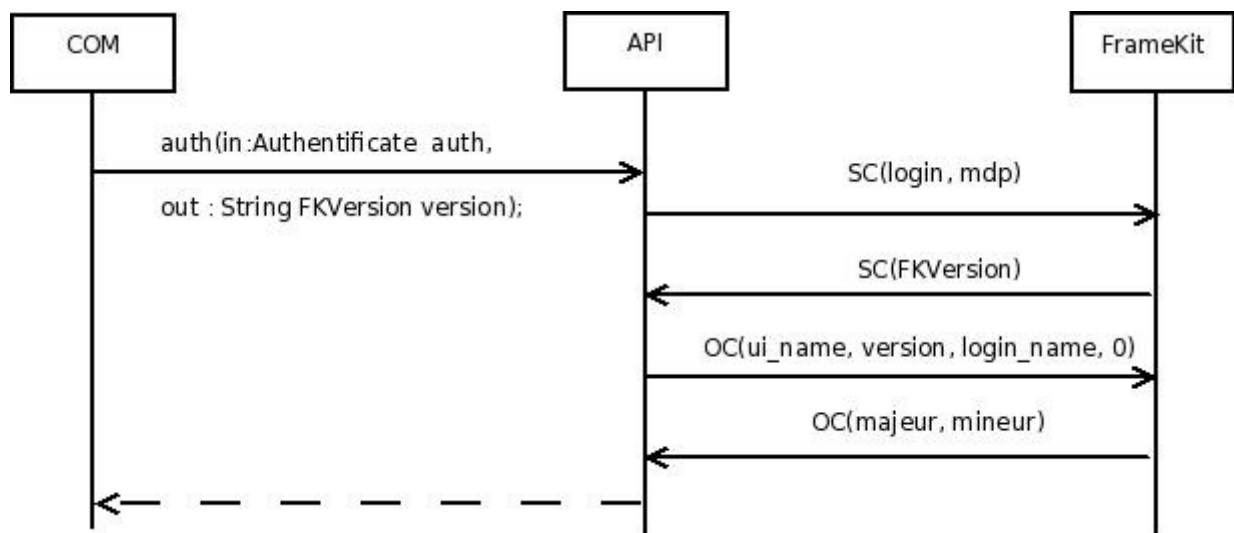 COM
API
FrameKit
auth(in:Authentificate auth,
SC(login, mdp)
out : String FKVersion version);
SC(FKVersion)
OC(ui_name, version, login_name, 0)
OC(majeur, mineur)